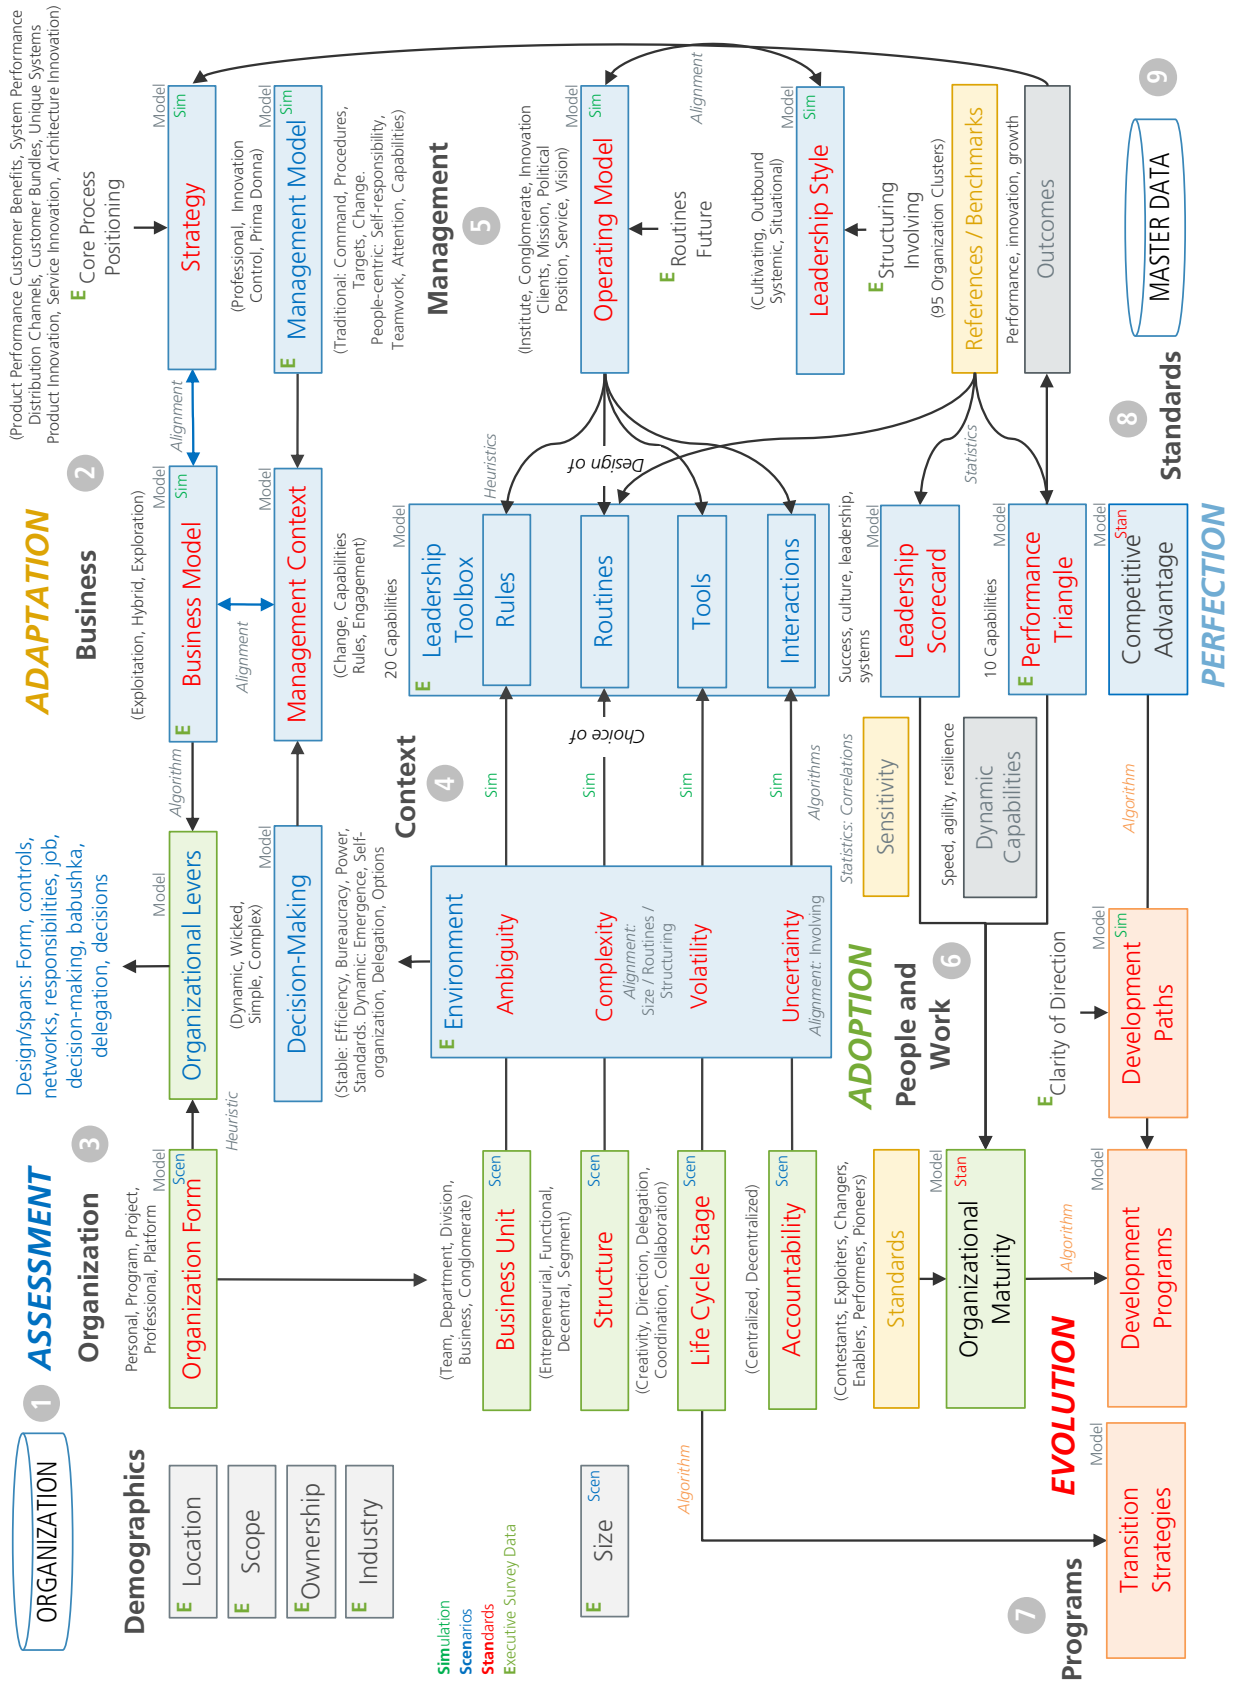 ORGANIZATION
1
ASSESSMENT
ADAPTATION
(Product Performance Customer Benefits, System Performance
Distribution Channels, Customer Bundles, Unique Systems
Product Innovation, Service Innovation, Architecture Innovation)
Demographics
Organization
3
Design/spans: Form, controls,
networks, responsibilities, job,
decision-making, babushka,
delegation, decisions
Business
2
E Core Process
Positioning
E
Location
E
Scope
E
Ownership
E
Industry
Personal, Program, Project,
Professional, Platform
Model
Scen
Organization Form
Heuristic
Model
Organizational Levers
Algorithm
(Exploitation, Hybrid, Exploration)
Model
E
Sim
Business Model
Alignment
Model
Sim
Strategy
Alignment
(Dynamic, Wicked,
Simple, Complex)
Model
Decision-Making
(Stable: Efficiency, Bureaucracy, Power,
Standards. Dynamic: Emergence, Self-
organization, Delegation, Options
Model
Management Context
(Change, Capabilities
Rules, Engagement)
(Professional, Innovation
Control, Prima Donna)
Model
Sim
E
Management Model
(Traditional: Command, Procedures,
Targets, Change.
People-centric: Self-responsibility,
Teamwork, Attention, Capabilities)
Simulation
Scenarios
Standards
Executive Survey Data
Context
4
Management
5
(Team, Department, Division,
Business, Conglomerate)
Scen
Business Unit
(Entrepreneurial, Functional,
Decentral, Segment)
Scen
Structure
(Creativity, Direction, Delegation,
Coordination, Collaboration)
Scen
Life Cycle Stage
(Centralized, Decentralized)
Scen
Accountability
E
Scen
Size
E
Environment
Ambiguity
Complexity
Alignment:
Size / Routines /
Structuring
Volatility
Uncertainty
Alignment: Involving
Sim
Sim
Sim
Sim
Choice of
Algorithms
20 Capabilities
Model
E
Leadership
Toolbox
Rules
Routines
Tools
Interactions
Heuristics
Design of
(Institute, Conglomerate, Innovation
Clients, Mission, Political
Position, Service, Vision)
Model
Sim
Operating Model
E
Routines
Future
Alignment
(Cultivating, Outbound
Systemic, Situational)
Model
Sim
Leadership Style
E
Structuring
Involving
Algorithm
ADOPTION
People and
Work
6
Statistics: Correlations
Sensitivity
Speed, agility, resilience
Dynamic
Capabilities
Success, culture, leadership,
systems
Model
Leadership
Scorecard
Statistics
(95 Organization Clusters)
References / Benchmarks
Performance, innovation, growth
Outcomes
(Contestants, Exploiters, Changers,
Enablers, Performers, Pioneers)
Standards
Model
Stan
Organizational
Maturity
Algorithm
10 Capabilities
Model
E
Performance
Triangle
E
Clarity of Direction
EVOLUTION
7
Programs
Model
Transition
Strategies
Model
Development
Programs
Model
Sim
Development
Paths
Algorithm
Model
Stan
Competitive
Advantage
PERFECTION
8
Standards
MASTER DATA
9